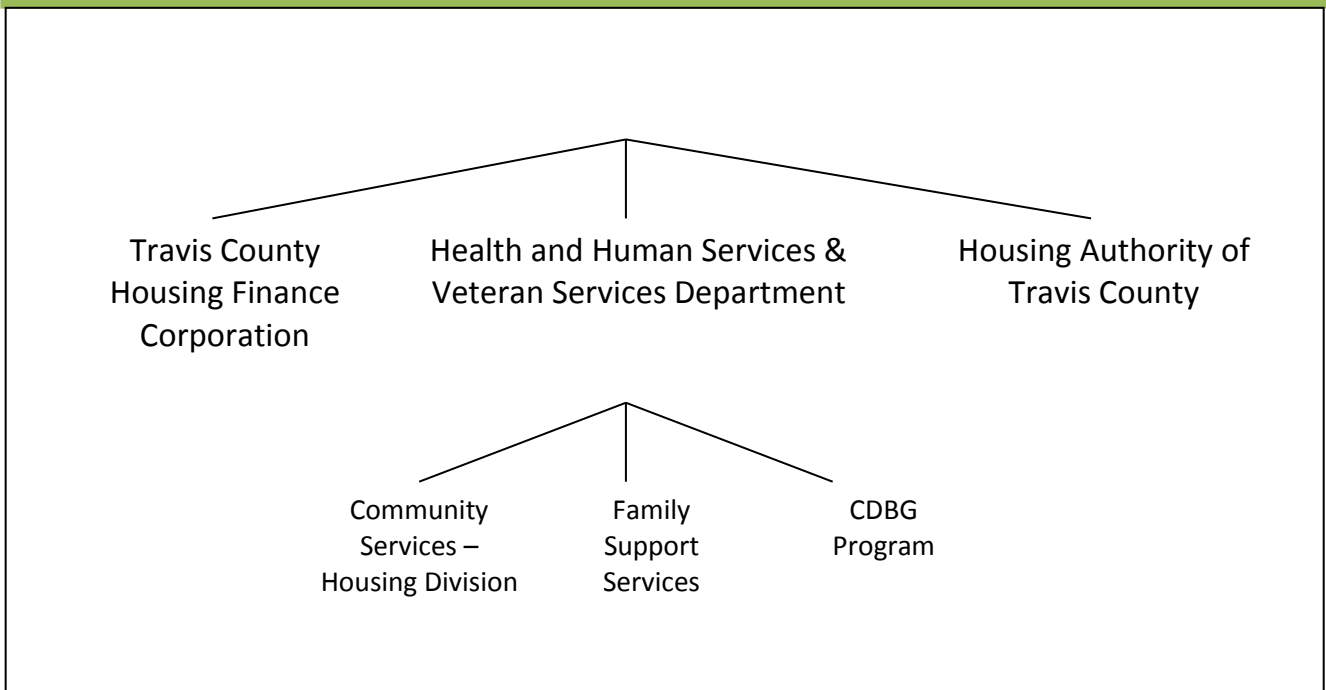 Travis County
Housing Finance
Corporation
Health and Human Services &
Veteran Services Department
Housing Authority of
Travis County
Community
Services –
Housing Division
Family
Support
Services
CDBG
Program